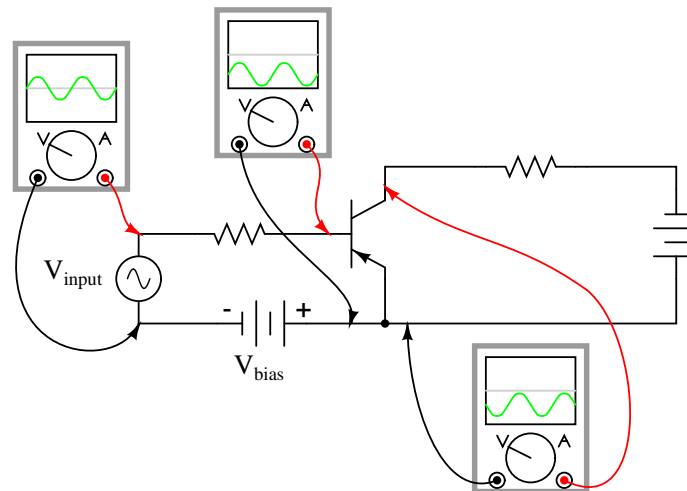 V A
V A
V_input
- +
V_bias
V A